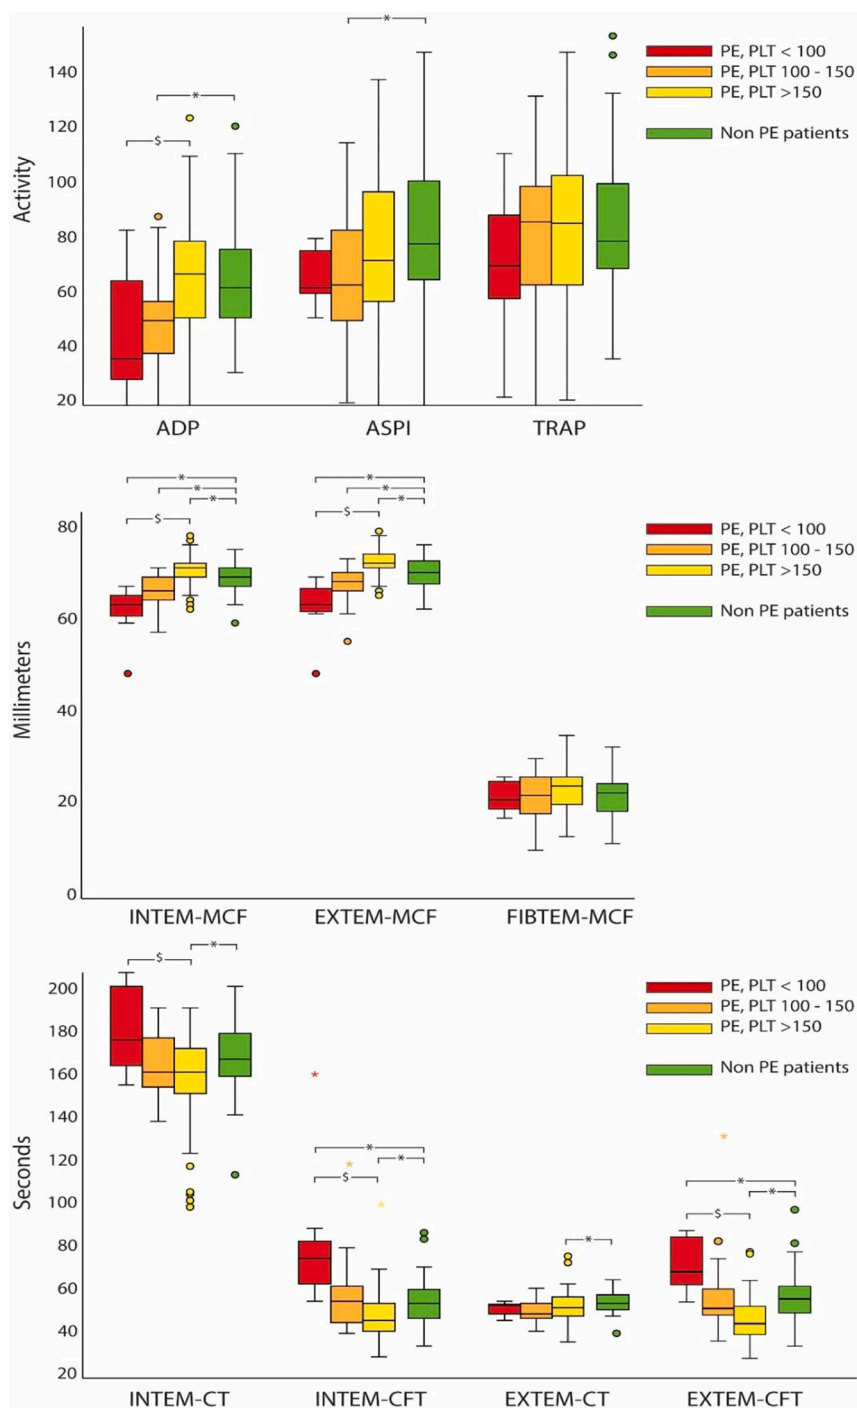 PE, PLT < 100
140
PE, PLT 100 - 150
PE, PLT >150
120
Non PE patients
100
Activity
80
60
40
20
* * $
ADP ASPI TRAP
* * * * * * $ $
80
PE, PLT < 100
PE, PLT 100 - 150
PE, PLT >150
60
Non PE patients
Millimeters
40
20
0
INTEM-MCF EXTEM-MCF FIBTEM-MCF
$ *
200
PE, PLT < 100
PE, PLT 100 - 150
180
PE, PLT >150
160
Non PE patients
140
Seconds
120
100
80
60
40
20
* * $ * * * $
INTEM-CT INTEM-CFT EXTEM-CT EXTEM-CFT